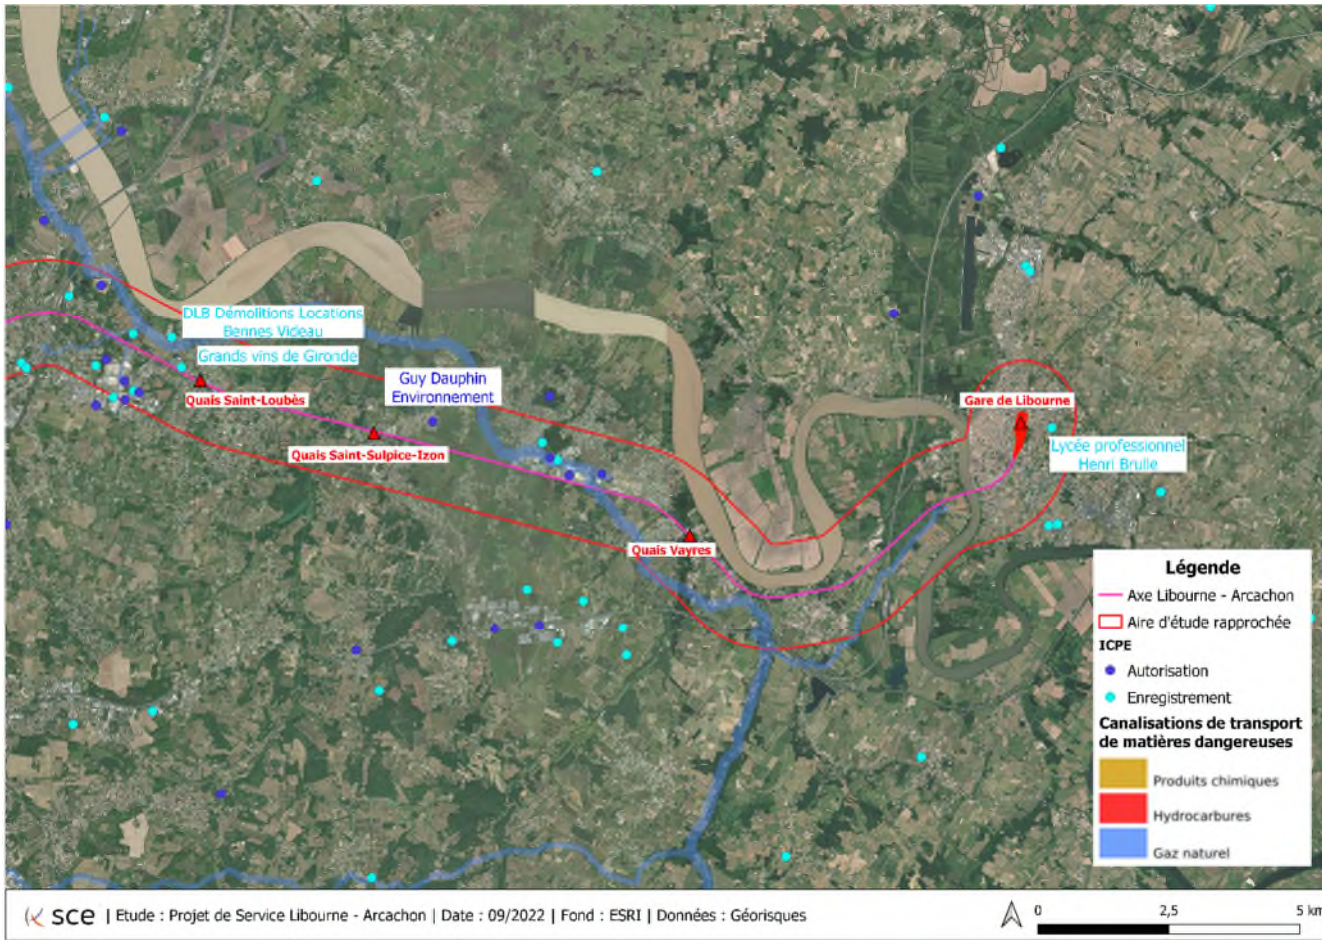 DLB Démolitions Locations
Bennes Videau
Grands vins de Gironde
Quais Saint-Loubès
Guy Dauphin
Environnement
Quais Saint-Sulpice-Izon
Quais Vayres
Gare de Libourne
Lycée professionnel
Henri Brulle
Légende
Axe Libourne - Arcachon
Aire d'étude rapprochée
ICPE
Autorisation
Enregistrement
Canalisations de transport
de matières dangereuses
Produits chimiques
Hydrocarbures
Gaz naturel
sce | Etude : Projet de Service Libourne - Arcachon | Date : 09/2022 | Fond : ESRI | Données : Géorisques
0 2,5 5 km